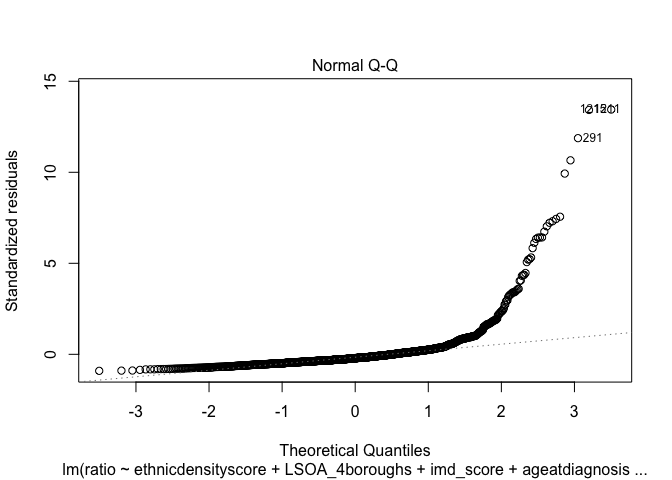 Normal Q-Q
Standardized residuals
15
10
5
0
291
-3 -2 -1 0 1 2 3
Theoretical Quantiles
lm(ratio ~ ethnicdensityscore + LSOA_4boroughs + imd_score + ageatdiagnosis ...